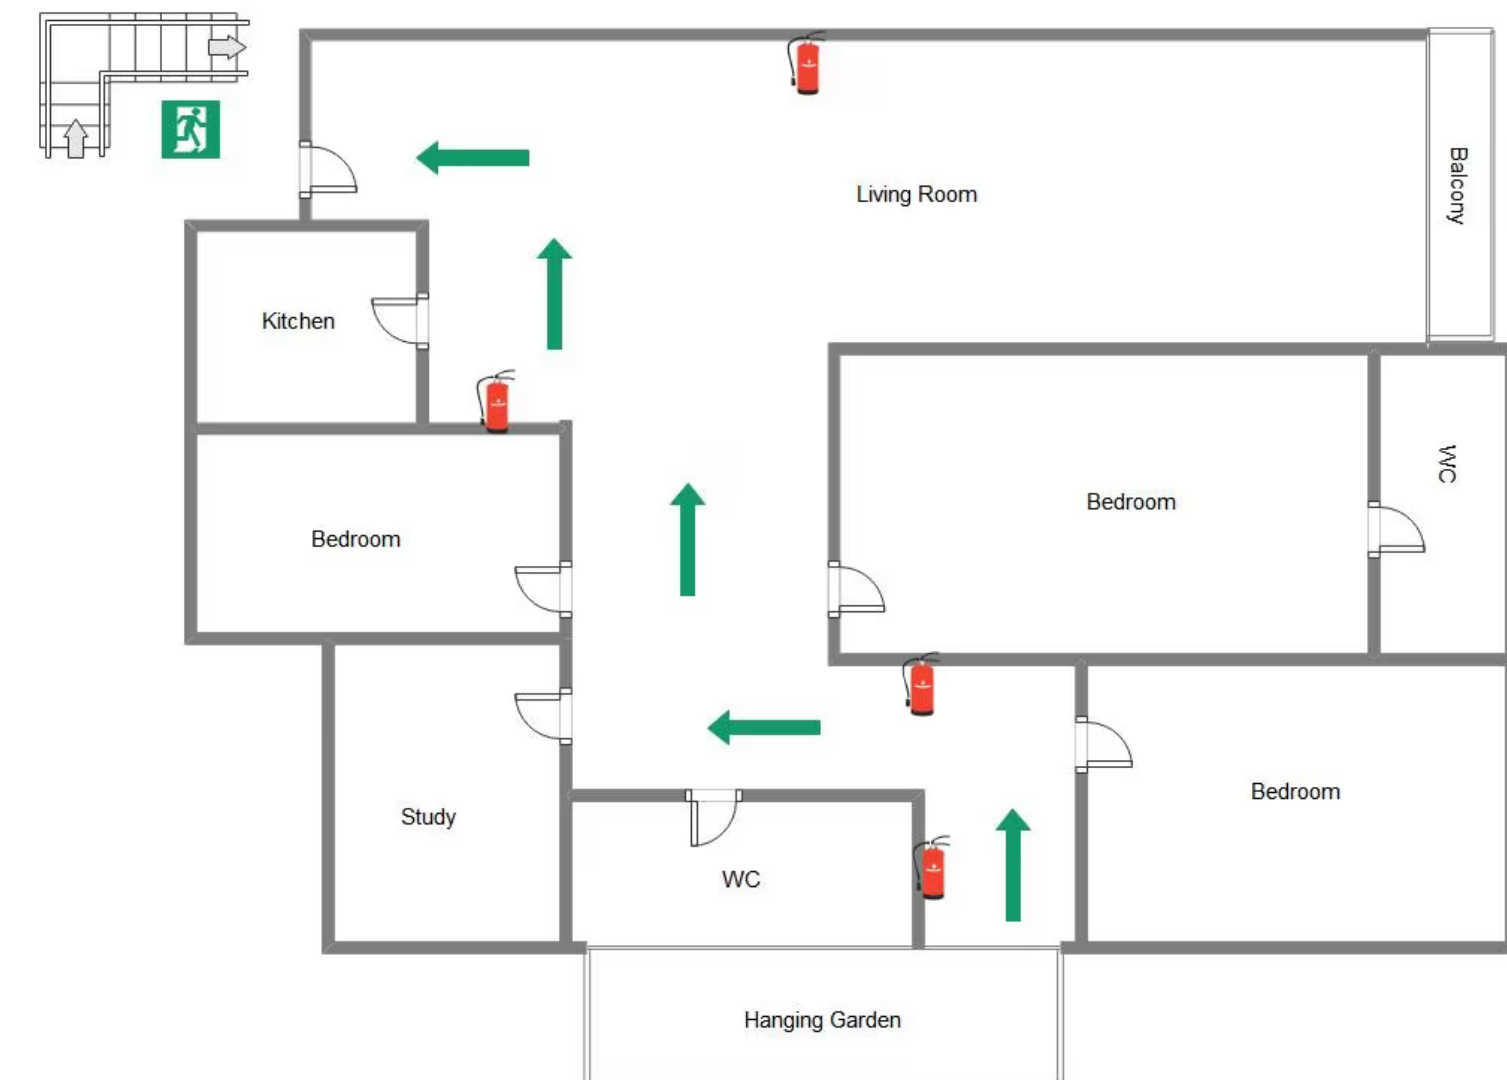 Living Room
Balcony
Kitchen
WC
Bedroom
Bedroom
Bedroom
Study
WC
Hanging Garden